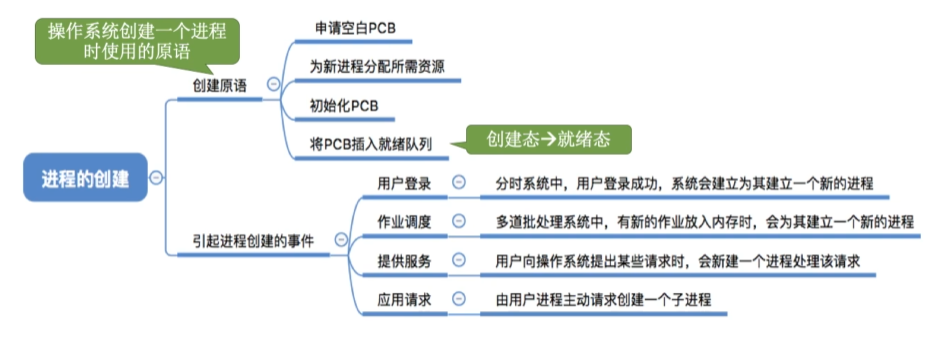 操作系统创建一个进程
时使用的原语
申请空白PCB
为新进程分配所需资源
创建原语
初始化PCB
将PCB插入就绪队列
创建态→就绪态
进程的创建
用户登录
分时系统中，用户登录成功，系统会建立为其建立一个新的进程
作业调度
多道批处理系统中，有新的作业放入内存时，会为其建立一个新的进程
引起进程创建的事件
提供服务
用户向操作系统提出某些请求时，会新建一个进程处理该请求
应用请求
由用户进程主动请求创建一个子进程